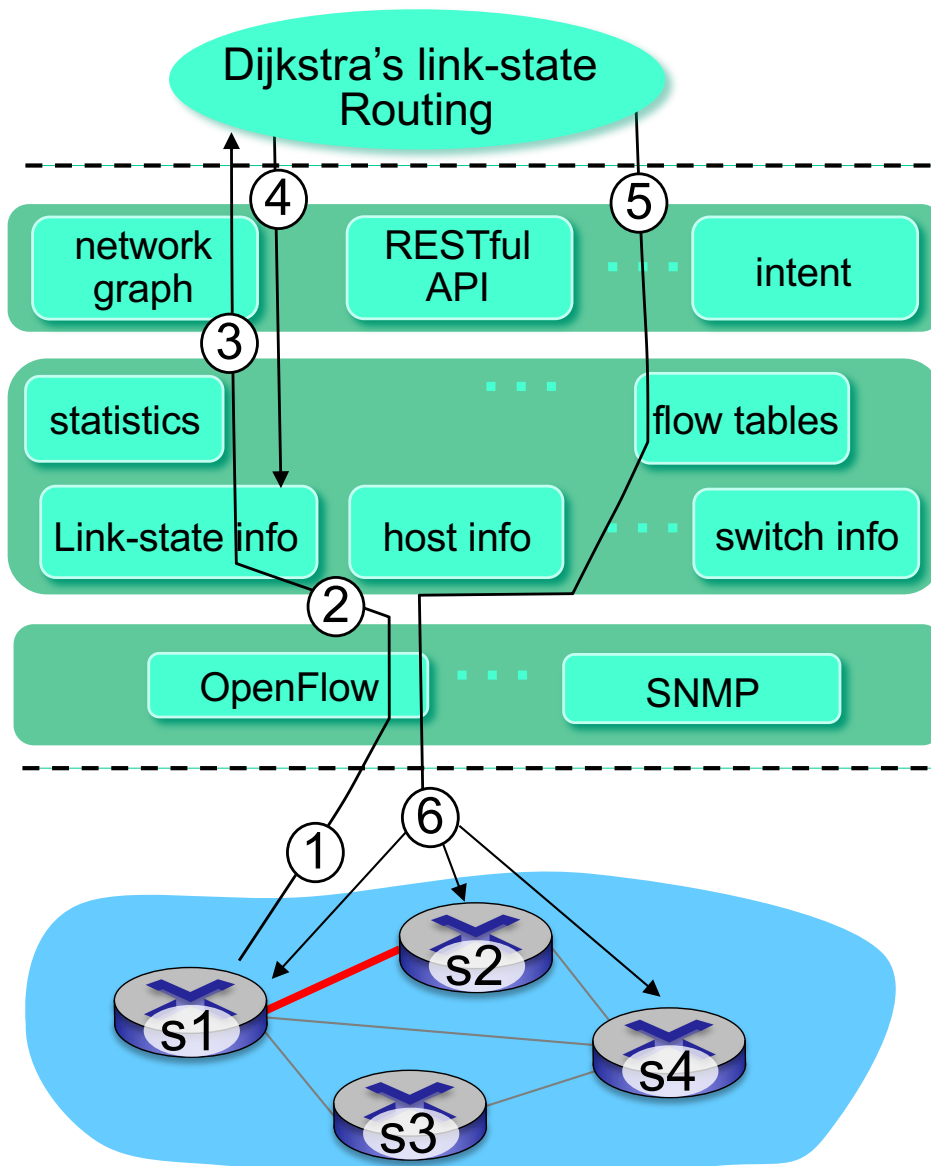 Dijkstra’s link-state
Routing
4
5
network
graph
RESTful
API
intent
3
statistics
flow tables
Link-state info
host info
switch info
2
OpenFlow
SNMP
1
6
s2
s1
s4
s3